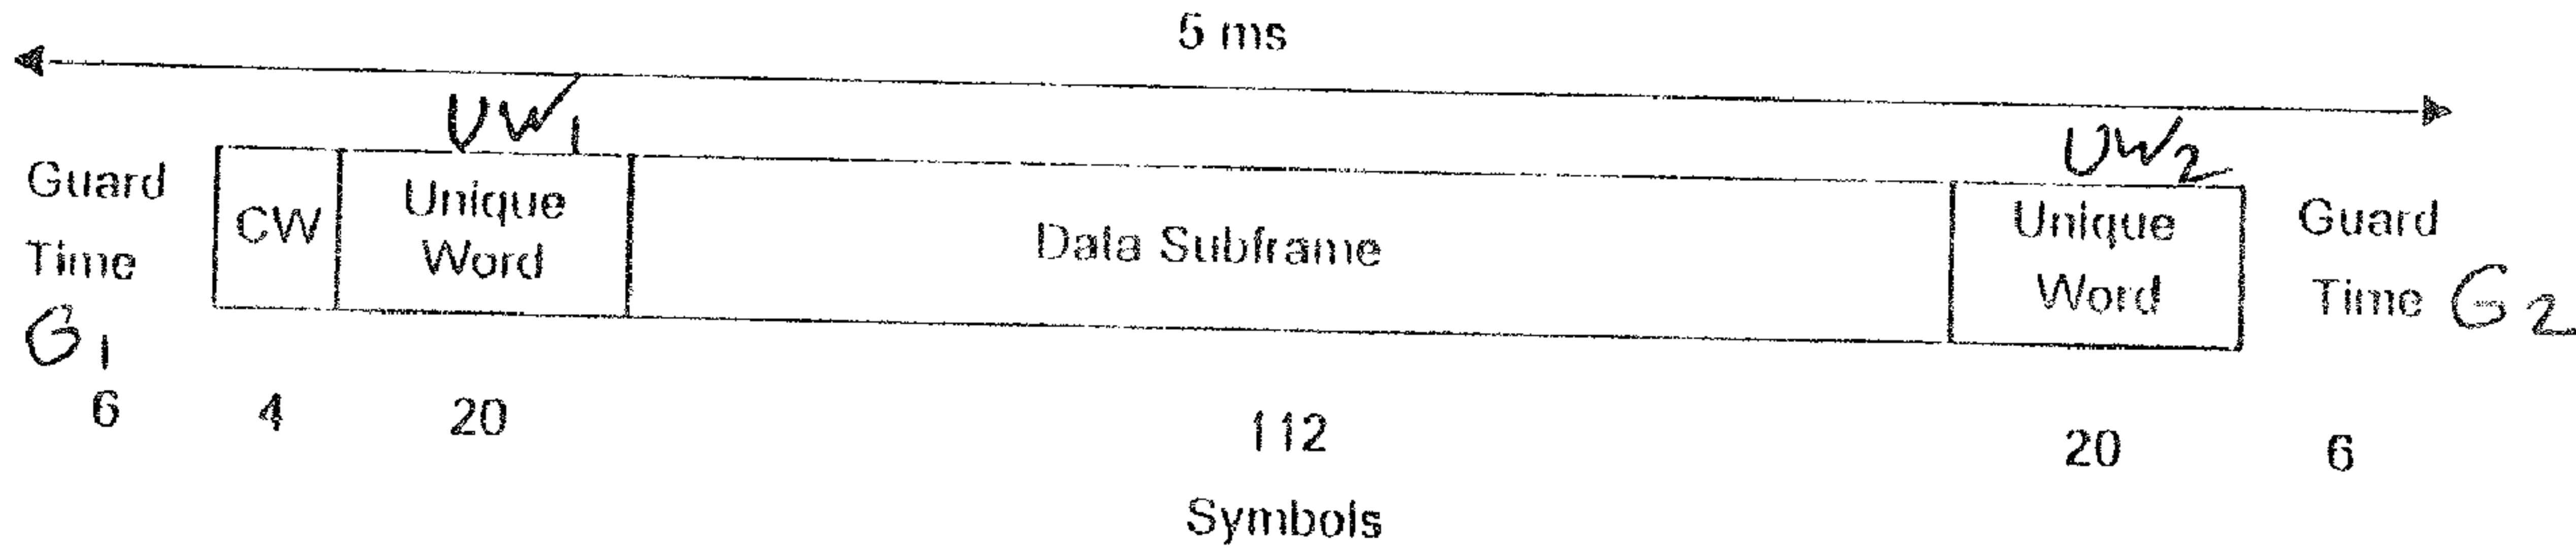 5 ms
UW1
UW2
Guard
Time
G1
CW
Unique
Word
Data Subframe
Unique
Word
Guard
Time G2
6 4 20 112 20 6
Symbols